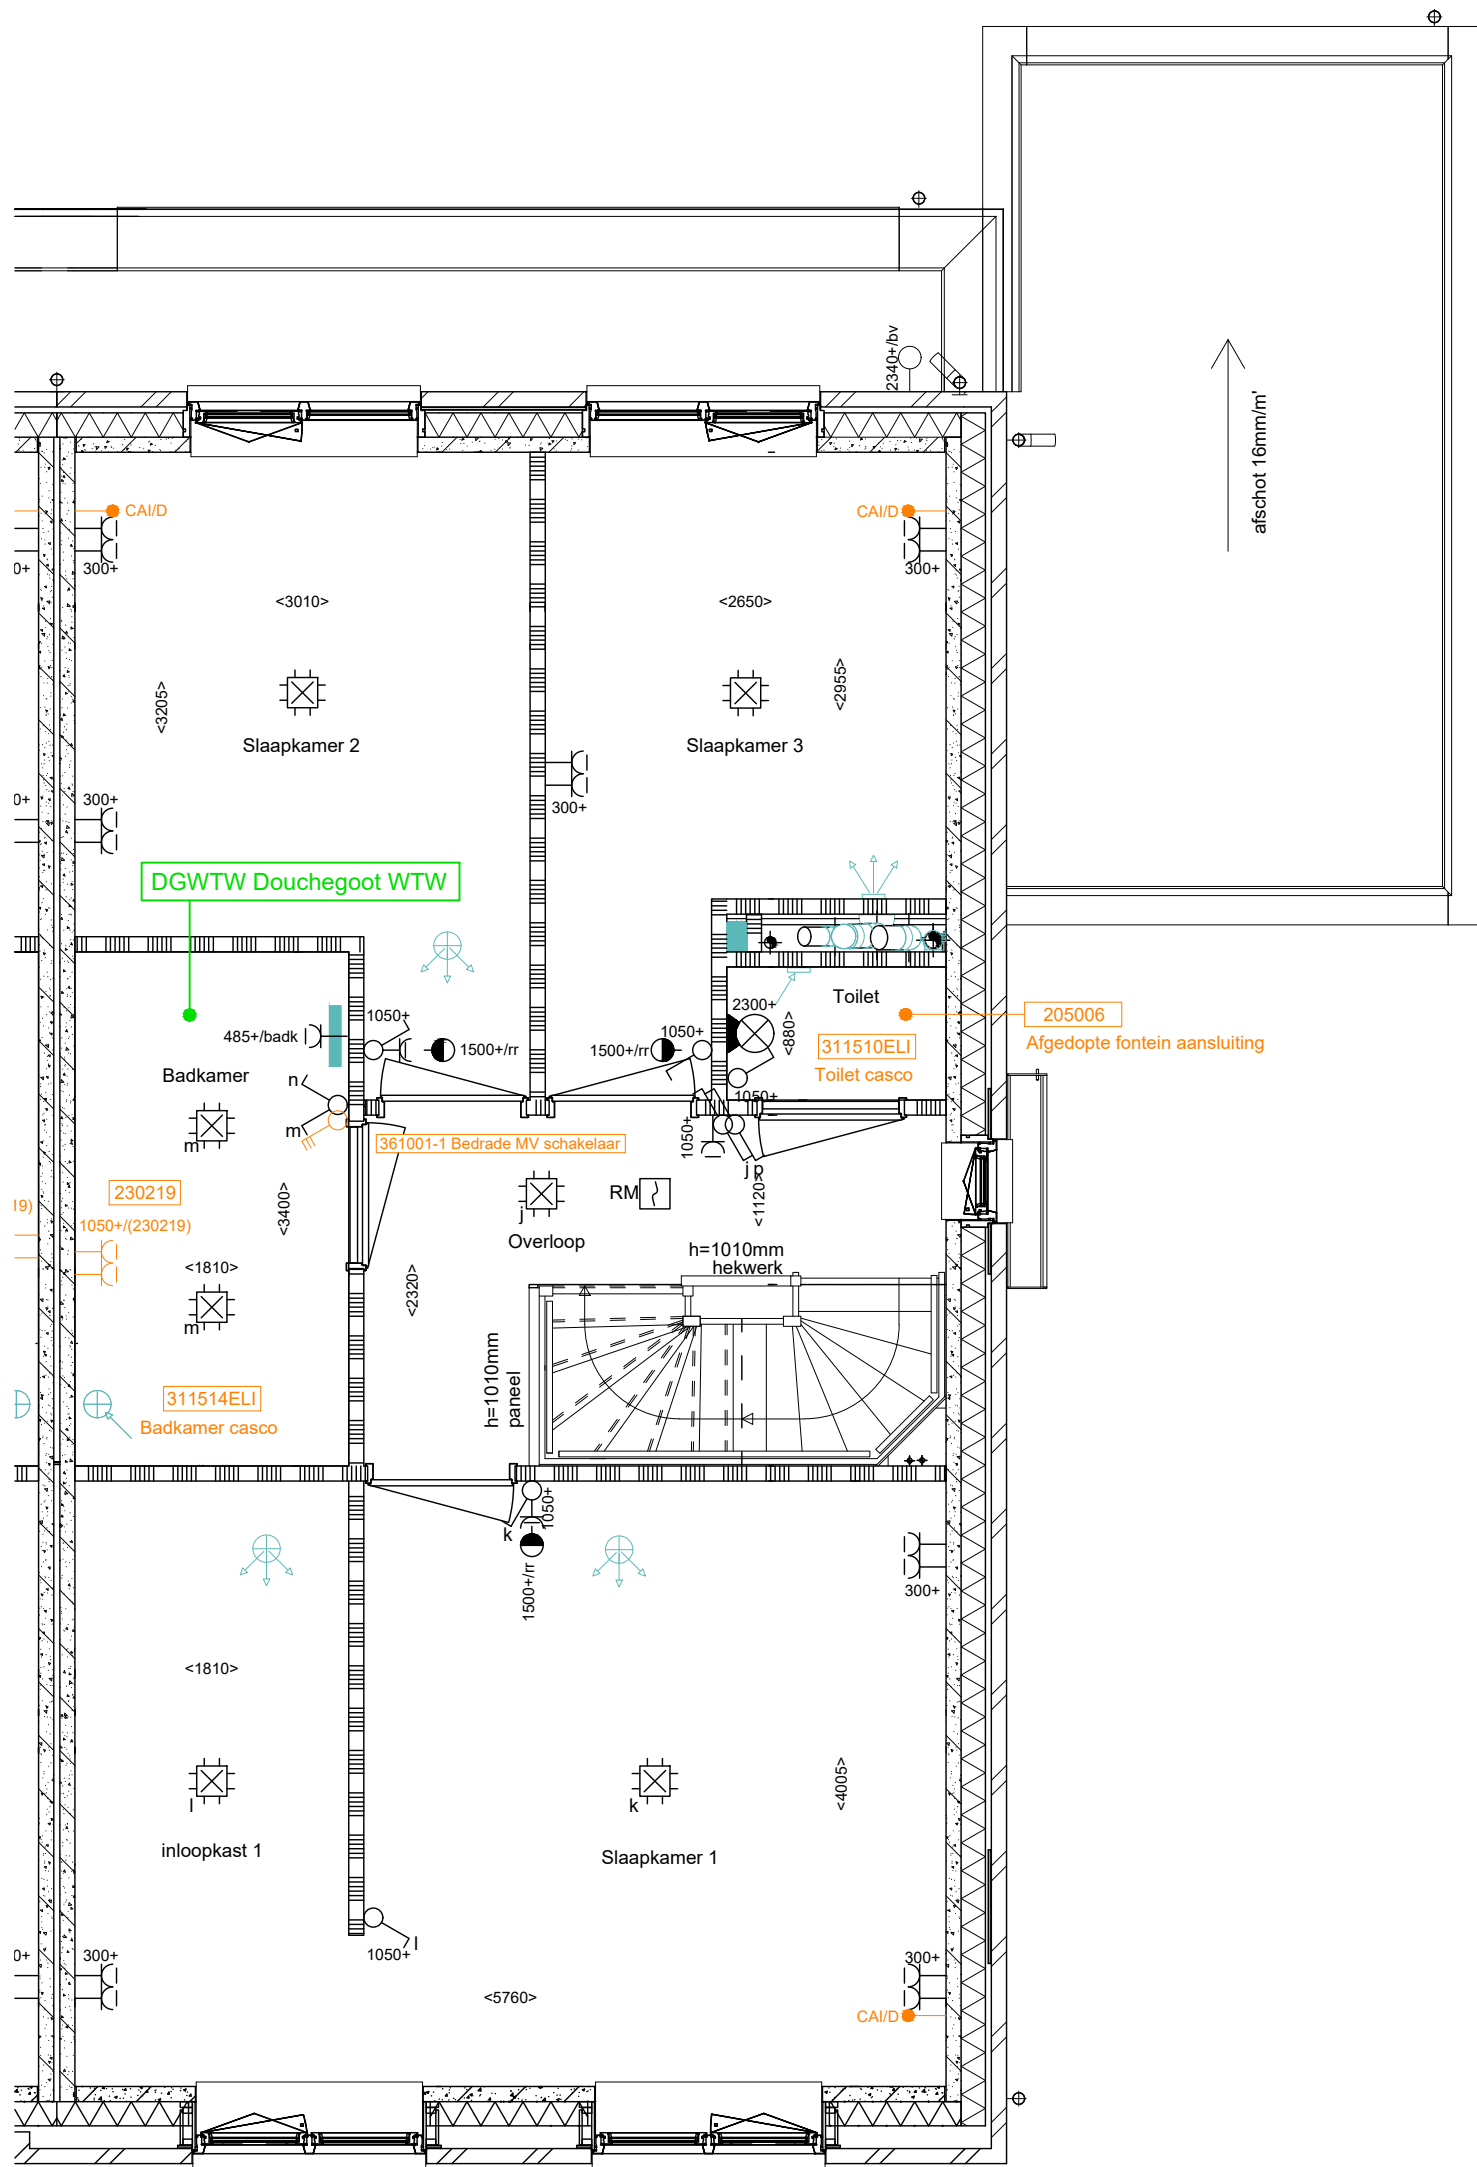 2340+/bv
afschot 16mm/m'
CAI/D
CAI/D
0+
300+
300+
<3010>
<2650>
<3205>
<2955>
Slaapkamer 2
Slaapkamer 3
0+
300+
300+
DGWTW Douchegoot WTW
Toilet
2300+
<880>
205006
Afgedopte fontein aansluiting
311510ELI
Toilet casco
1050+
485+/badk
1500+/rr
1500+/rr
1050+
Badkamer
n
m
1050+
1050+
361001-1 Bedrade MV schakelaar
m
j p
<1120>
230219
19)
1050+/(230219)
<3400>
RM
j
Overloop
h=1010mm
hekwerk
<1810>
<2320>
m
h=1010mm
paneel
311514ELI
Badkamer casco
1050+
k
1500+/rr
300+
<1810>
<4005>
l
k
inloopkast 1
Slaapkamer 1
l
1050+
0+
300+
300+
<5760>
CAI/D